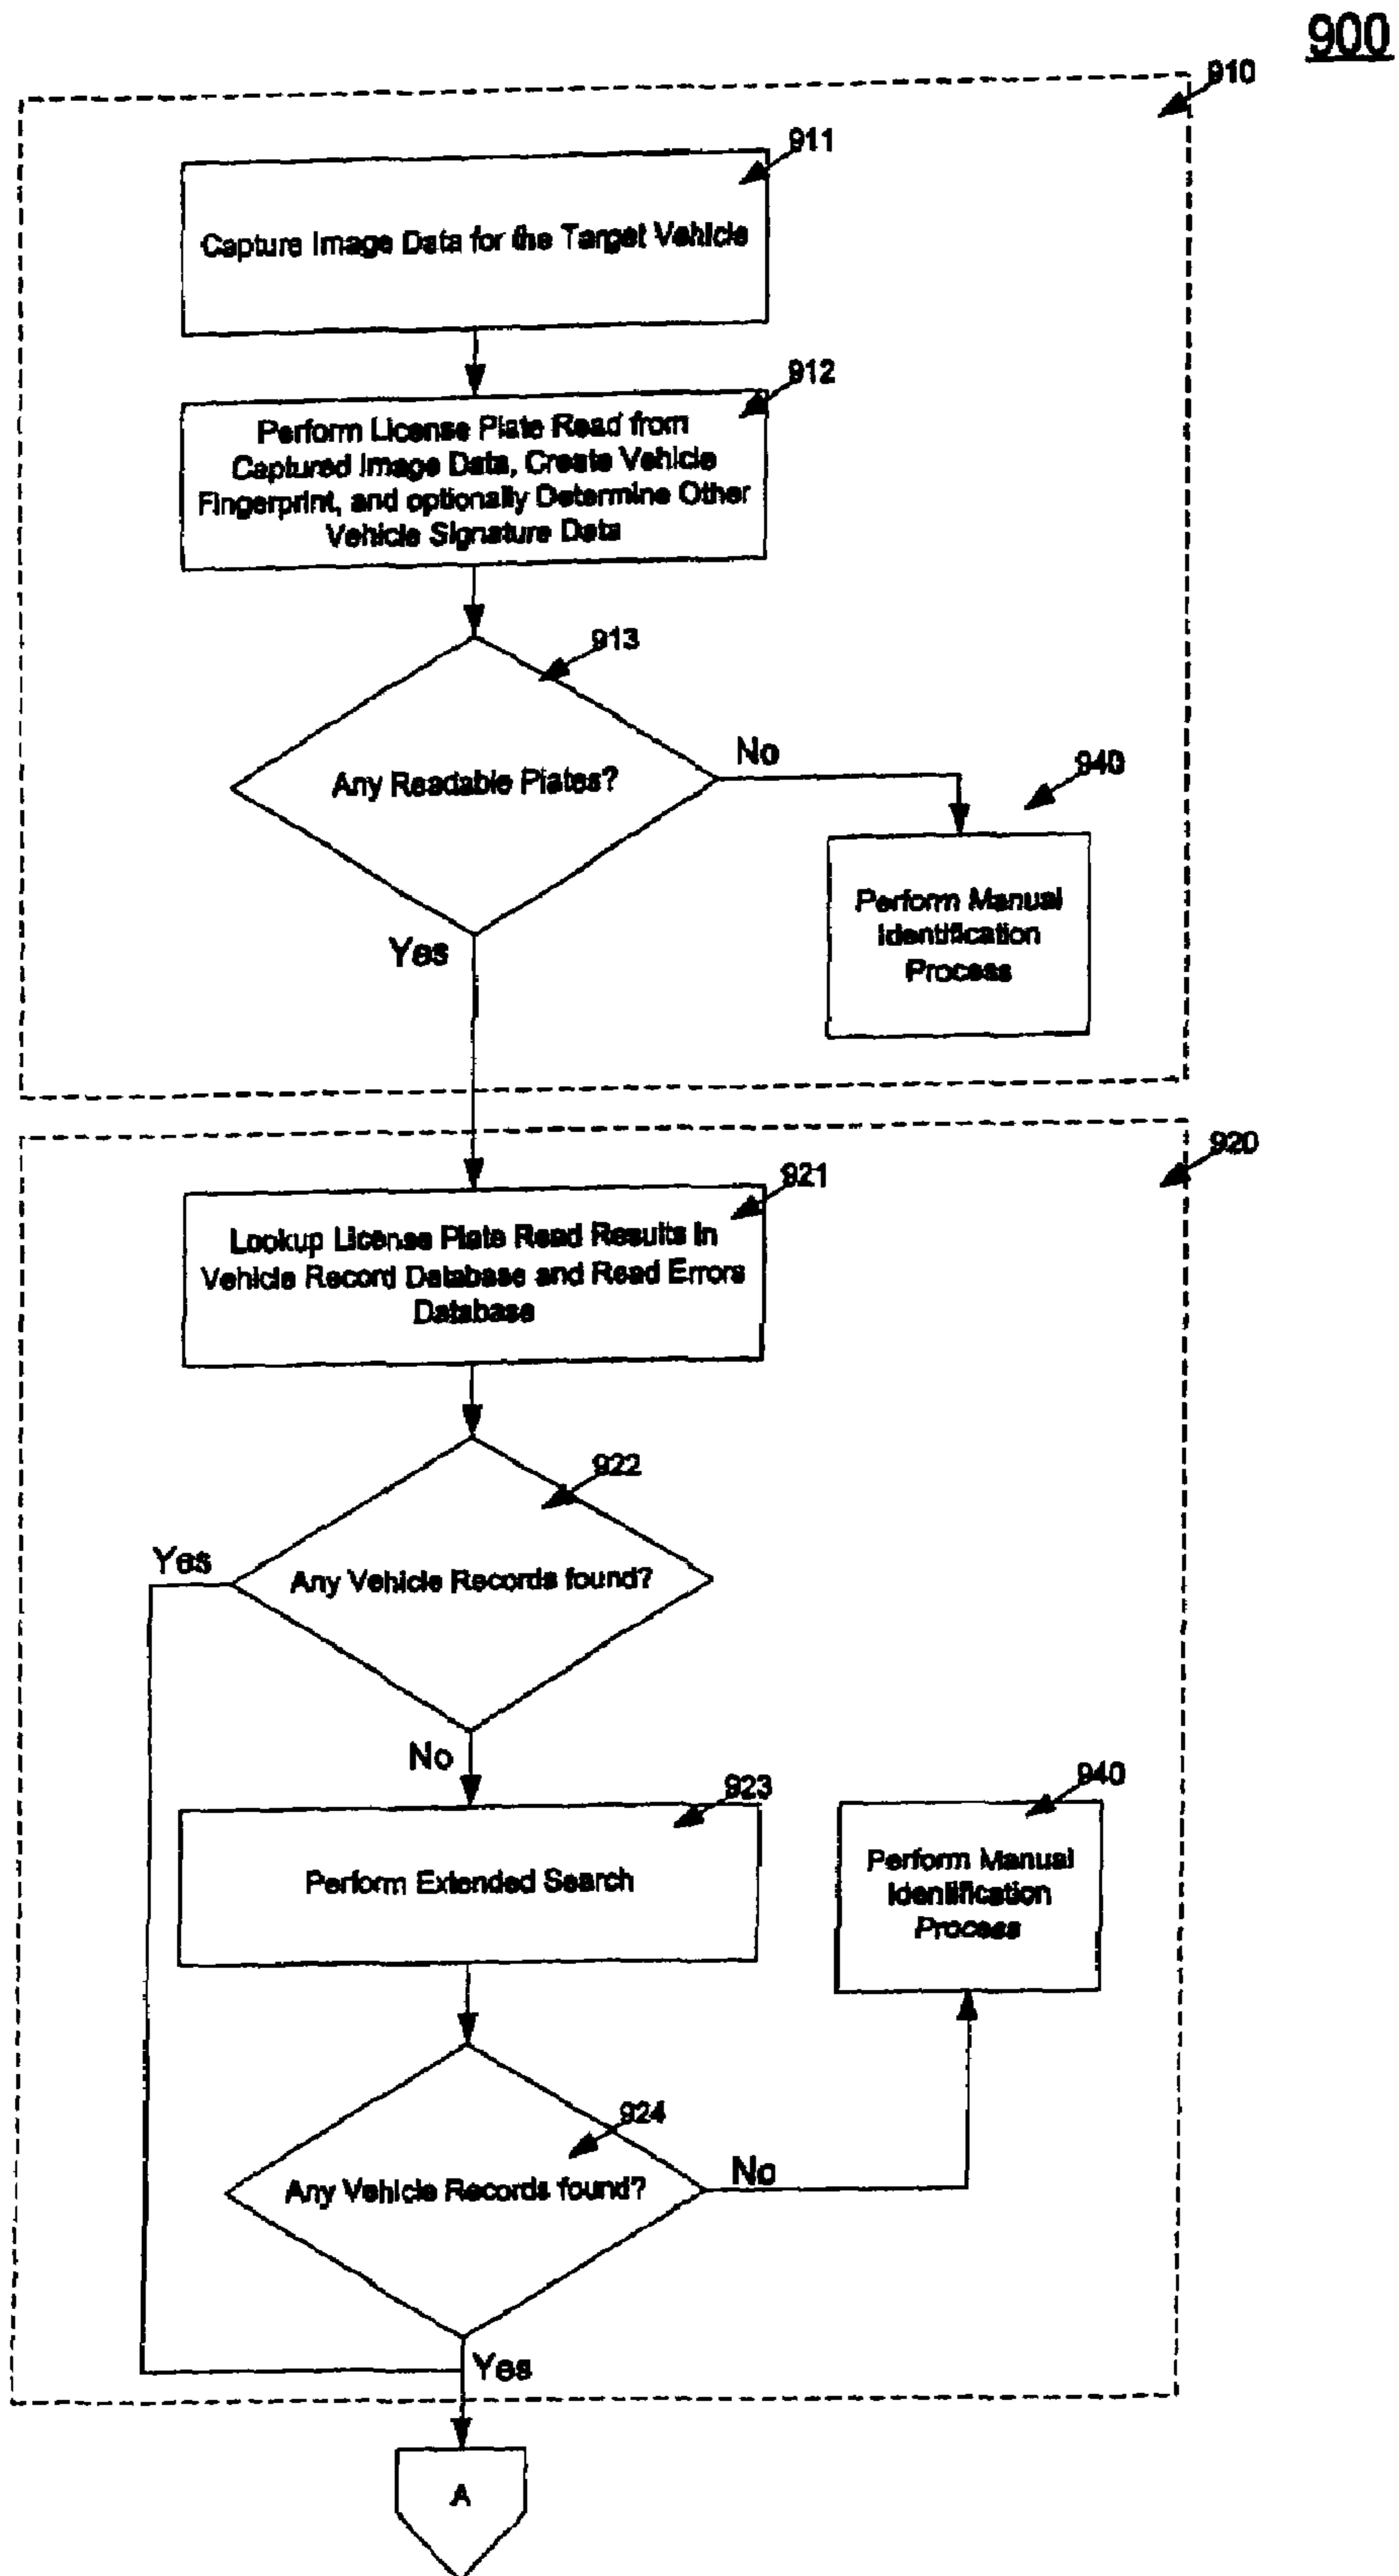 900
910
911
Capture Image Data for the Target Vehicle
912
Perform License Plate Read from
Captured Image Data, Create Vehicle
Fingerprint, and optionally Determine Other
Vehicle Signature Data
913
Any Readable Plates?
No
940
Perform Manual
Identification
Process
Yes
920
921
Lookup License Plate Read Results in
Vehicle Record Database and Read Errors
Database
922
Yes
Any Vehicle Records found?
No
923
Perform Extended Search
940
Perform Manual
Identification
Process
924
Any Vehicle Records found?
No
Yes
A